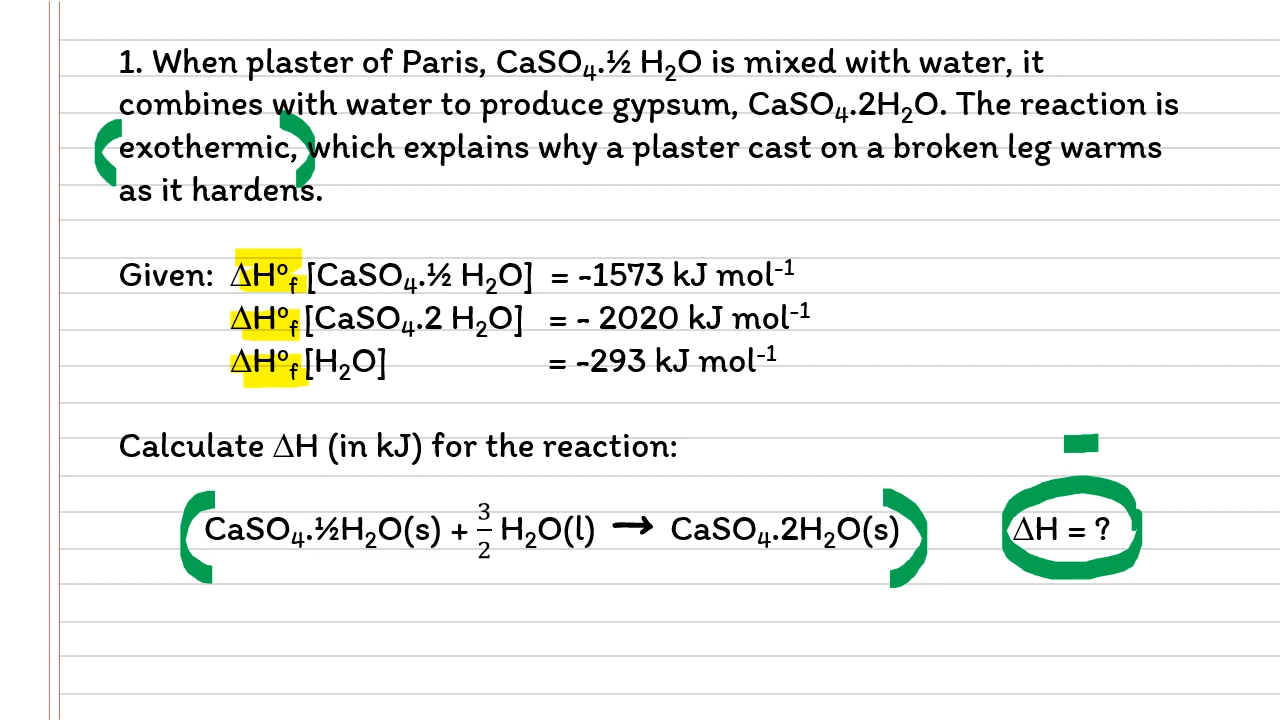 1. When plaster of Paris, CaSO₄.½ H₂O is mixed with water, it
combines with water to produce gypsum, CaSO₄.2H₂O. The reaction is
exothermic, which explains why a plaster cast on a broken leg warms
as it hardens.
Given: ΔH°f [CaSO₄.½ H₂O] = -1573 kJ mol⁻¹
ΔH°f [CaSO₄.2 H₂O] = - 2020 kJ mol⁻¹
ΔH°f [H₂O] = -293 kJ mol⁻¹
Calculate ΔH (in kJ) for the reaction:
CaSO₄.½H₂O(s) + 3/2 H₂O(l) → CaSO₄.2H₂O(s) ΔH = ?